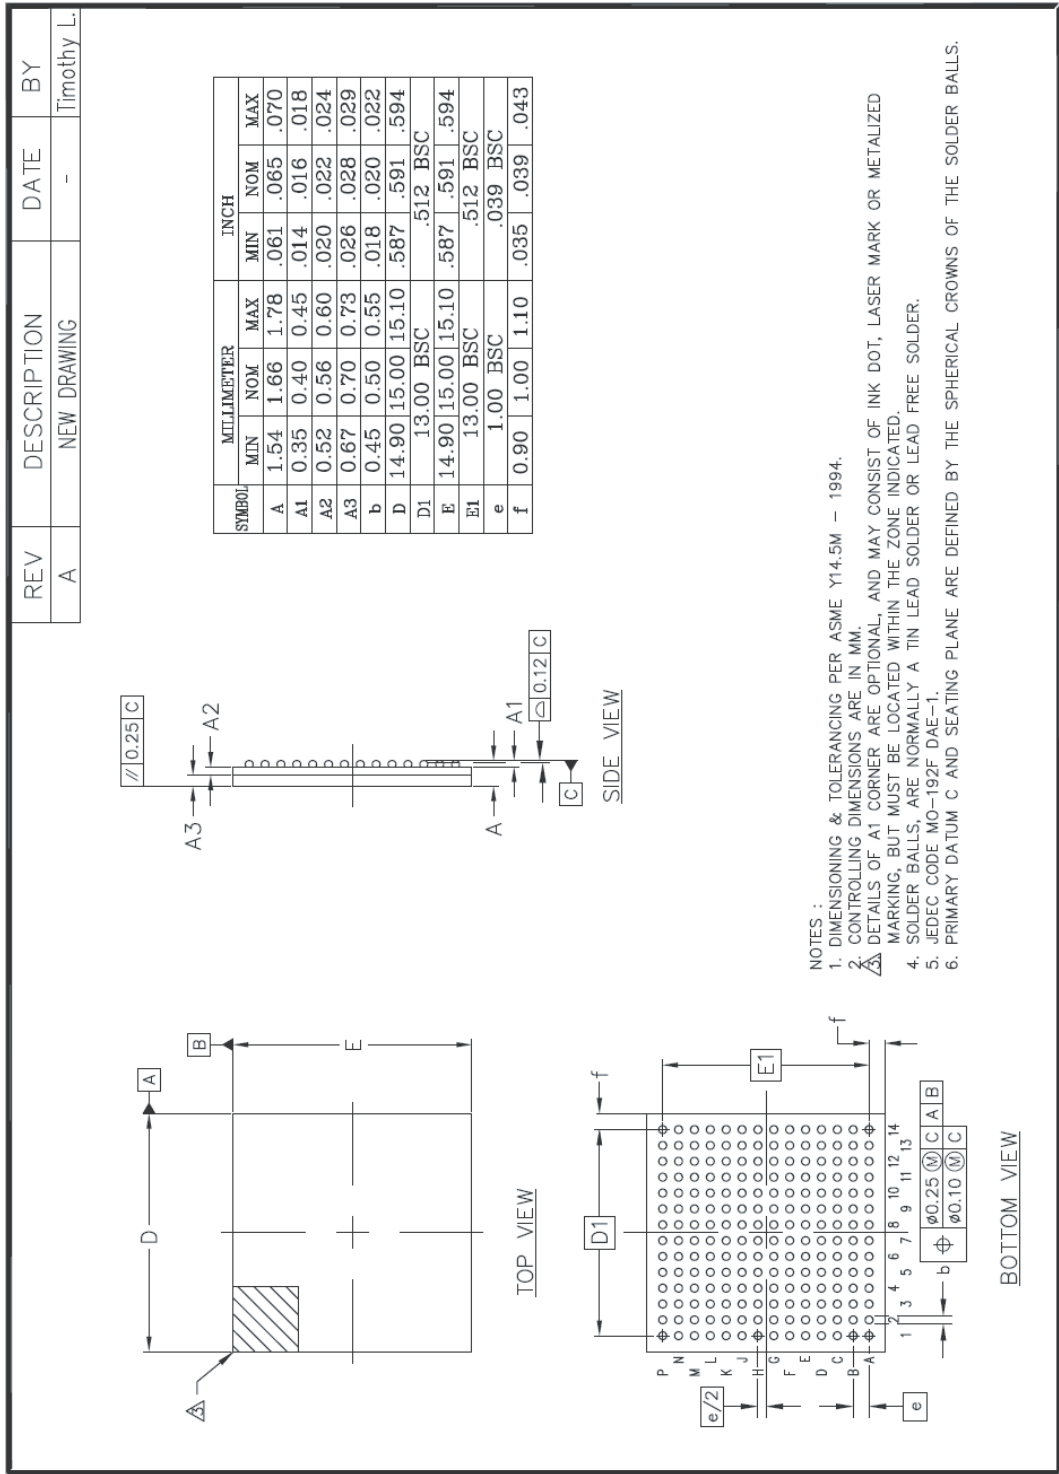 REV DESCRIPTION DATE BY
A NEW DRAWING - Timothy L.
D
A
B
E
3
TOP VIEW
// 0.25 C
A3
A2
A
A1
0.12 C
C
SIDE VIEW
SYMBOL MILLIMETER INCH
MIN NOM MAX MIN NOM MAX
A 1.54 1.66 1.78 .061 .065 .070
A1 0.35 0.40 0.45 .014 .016 .018
A2 0.52 0.56 0.60 .020 .022 .024
A3 0.67 0.70 0.73 .026 .028 .029
b 0.45 0.50 0.55 .018 .020 .022
D 14.90 15.00 15.10 .587 .591 .594
D1 13.00 BSC .512 BSC
E 14.90 15.00 15.10 .587 .591 .594
E1 13.00 BSC .512 BSC
e 1.00 BSC .039 BSC
f 0.90 1.00 1.10 .035 .039 .043
D1
f
E1
f
e/2
e
P
N
M
L
K
J
H
G
F
E
D
C
B
A
1 2 3 4 5 6 7 8 9 10 11 12 13 14
b ⌖ ø0.25 Ⓜ C A B
ø0.10 Ⓜ C
BOTTOM VIEW
NOTES :
1. DIMENSIONING & TOLERANCING PER ASME Y14.5M – 1994.
2. CONTROLLING DIMENSIONS ARE IN MM.
3. DETAILS OF A1 CORNER ARE OPTIONAL, AND MAY CONSIST OF INK DOT, LASER MARK OR METALIZED
MARKING, BUT MUST BE LOCATED WITHIN THE ZONE INDICATED.
4. SOLDER BALLS, ARE NORMALLY A TIN LEAD SOLDER OR LEAD FREE SOLDER.
5. JEDEC CODE MO–192F DAE–1.
6. PRIMARY DATUM C AND SEATING PLANE ARE DEFINED BY THE SPHERICAL CROWNS OF THE SOLDER BALLS.